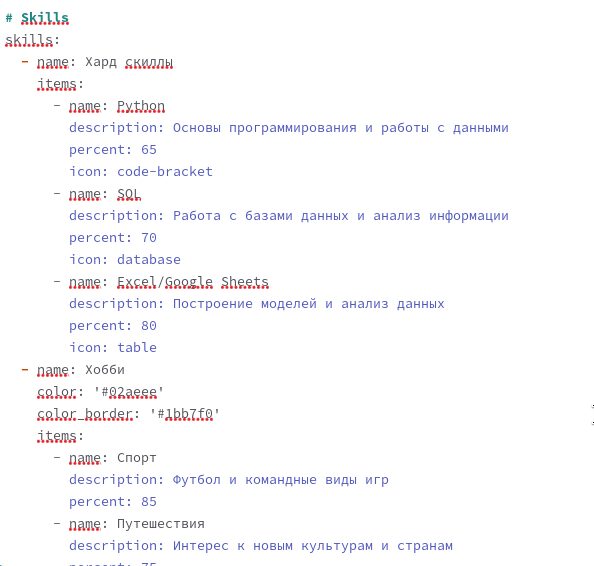 # Skills
skills:
- name: Хард скиллы
items:
- name: Python
description: Основы программирования и работы с данными
percent: 65
icon: code-bracket
- name: SQL
description: Работа с базами данных и анализ информации
percent: 70
icon: database
- name: Excel/Google Sheets
description: Построение моделей и анализ данных
percent: 80
icon: table
- name: Хобби
color: '#02aeee'
color_border: '#1bb7f0'
items:
- name: Спорт
description: Футбол и командные виды игр
percent: 85
- name: Путешествия
description: Интерес к новым культурам и странам
percent: 75